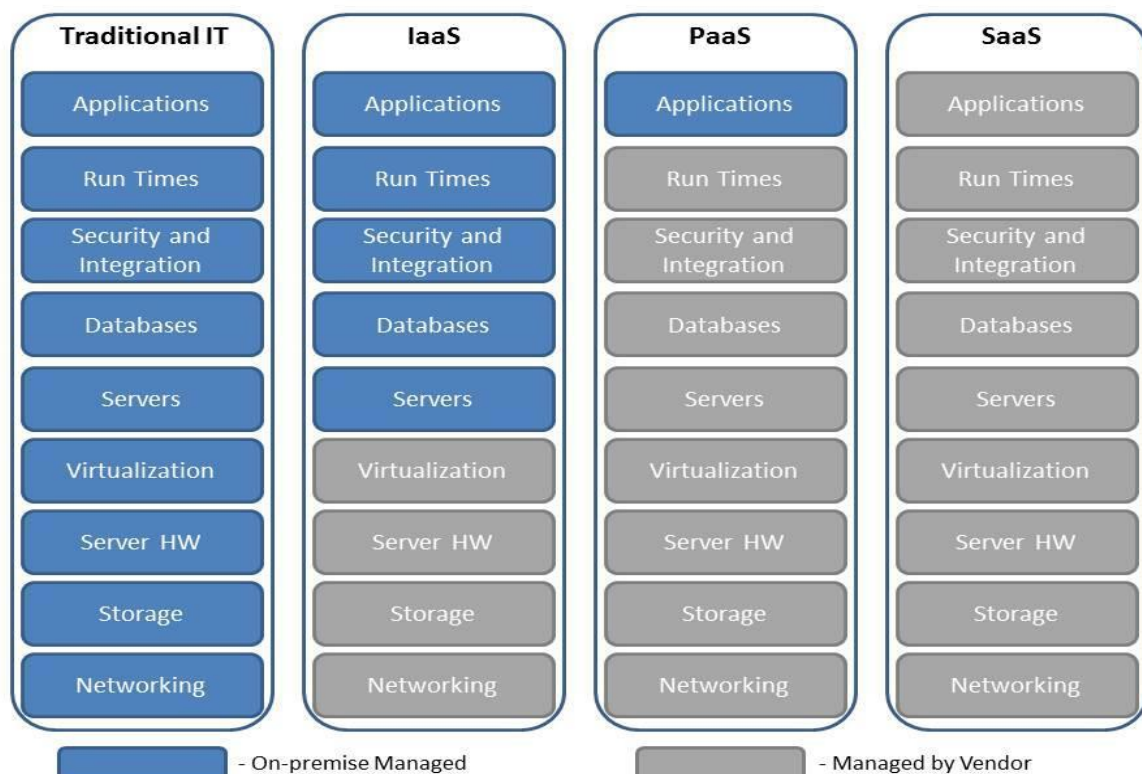 Traditional IT
Applications
Run Times
Security and
Integration
Databases
Servers
Virtualization
Server HW
Storage
Networking
IaaS
Applications
Run Times
Security and
Integration
Databases
Servers
Virtualization
Server HW
Storage
Networking
PaaS
Applications
Run Times
Security and
Integration
Databases
Servers
Virtualization
Server HW
Storage
Networking
SaaS
Applications
Run Times
Security and
Integration
Databases
Servers
Virtualization
Server HW
Storage
Networking
- On-premise Managed
- Managed by Vendor